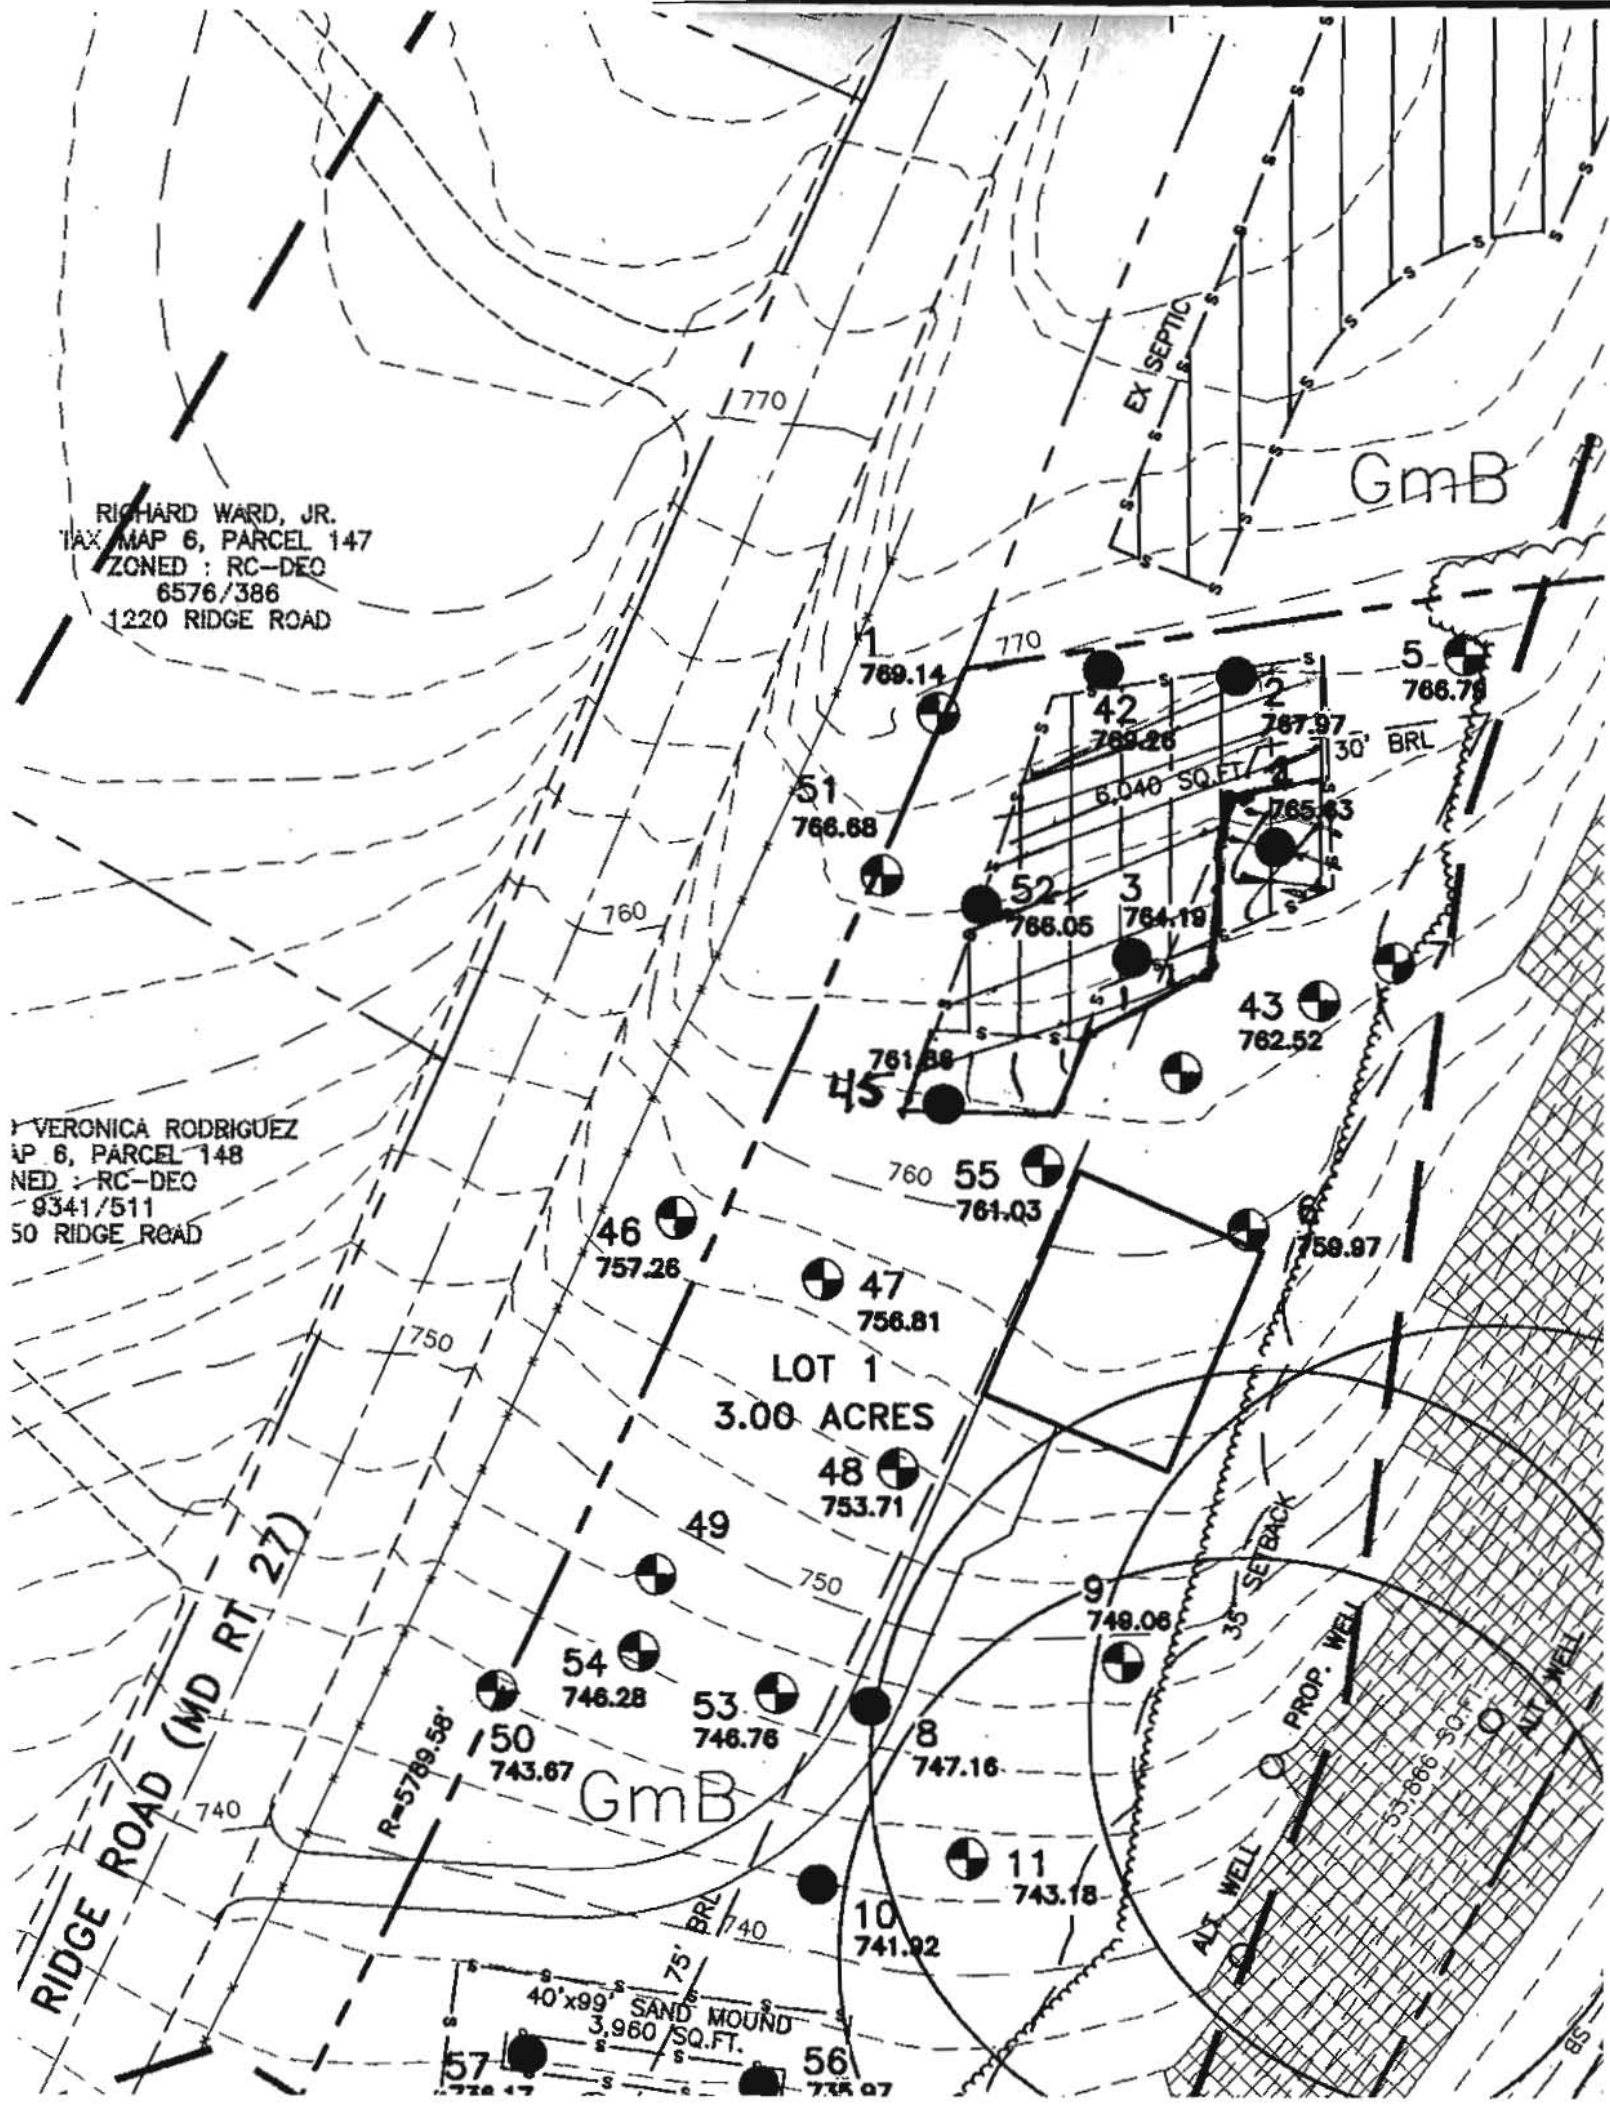 770
EX SEPTIC
GmB
RICHARD WARD, JR.
TAX MAP 6, PARCEL 147
ZONED : RC-DEO
6576/386
1220 RIDGE ROAD
1
769.14
770
42
769.26
2
767.97
5
30' BRL
51
766.68
6,040 SQ.FT.
4
765.63
760
52
766.05
3
764.19
7
43
762.52
761.88
45
VERONICA RODRIGUEZ
AP 6, PARCEL 148
NED : RC-DEO
9341/511
50 RIDGE ROAD
760
55
761.03
46
757.26
6
759.97
47
756.81
750
LOT 1
3.00 ACRES
48
753.71
49
750
9
749.06
35' SETBACK
PROP. WELL
ALT. WELL
53,866 SQ.FT.
54
746.28
53
746.76
8
747.16
50
743.67
R=5789.58'
GmB
740
RIDGE ROAD (MD RT 27)
11
743.18
10
741.92
ALT. WELL
740
75' BRL
40'x99' SAND MOUND
3,960 SQ.FT.
57
56
735.97
SB